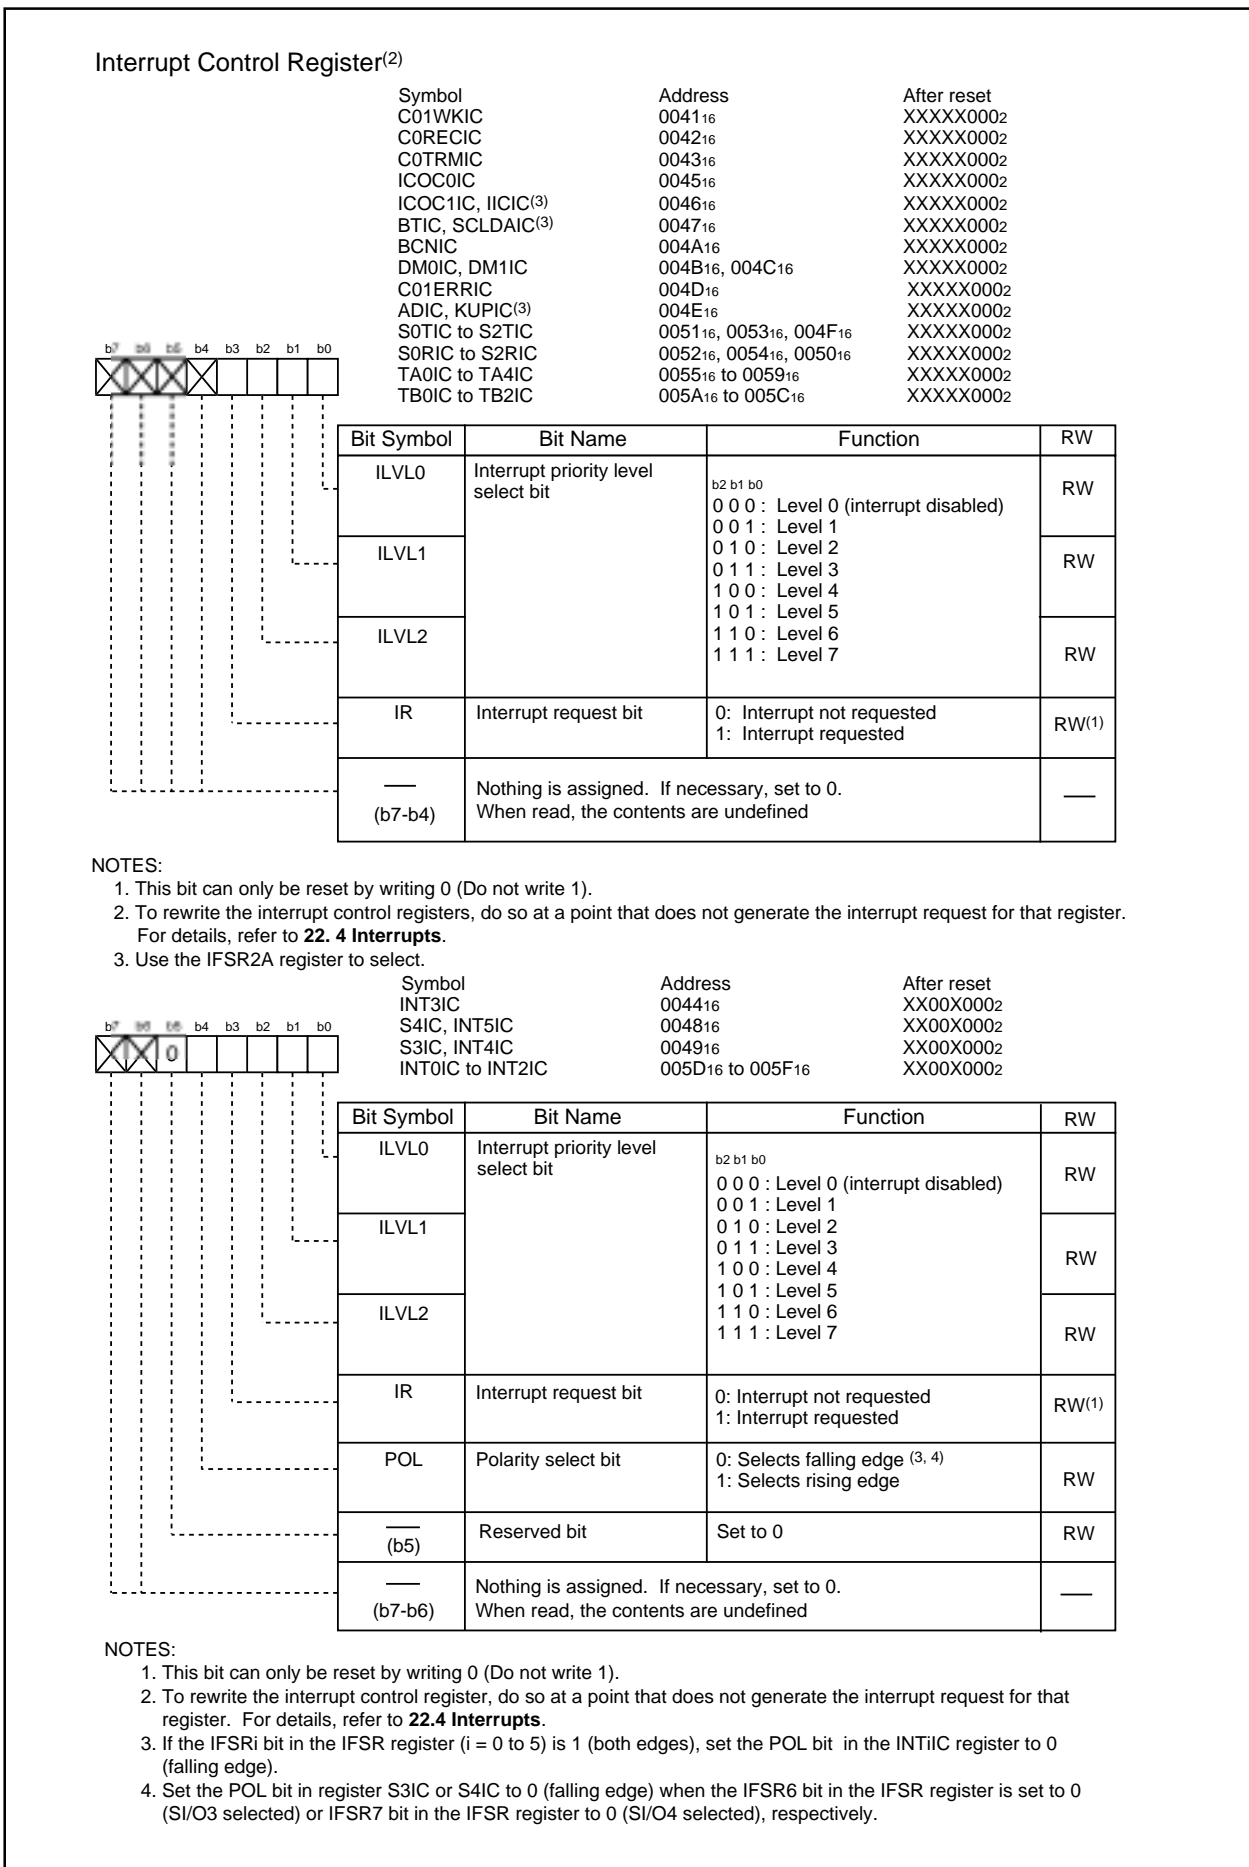 Interrupt Control Register(2)
Symbol Address After reset
C01WKIC 004116 XXXXX0002
C0RECIC 004216 XXXXX0002
C0TRMIC 004316 XXXXX0002
ICOC0IC 004516 XXXXX0002
ICOC1IC, IICIC(3) 004616 XXXXX0002
BTIC, SCLDAIC(3) 004716 XXXXX0002
BCNIC 004A16 XXXXX0002
DM0IC, DM1IC 004B16, 004C16 XXXXX0002
C01ERRIC 004D16 XXXXX0002
ADIC, KUPIC(3) 004E16 XXXXX0002
S0TIC to S2TIC 005116, 005316, 004F16 XXXXX0002
S0RIC to S2RIC 005216, 005416, 005016 XXXXX0002
TA0IC to TA4IC 005516 to 005916 XXXXX0002
TB0IC to TB2IC 005A16 to 005C16 XXXXX0002
b7 b6 b5 b4 b3 b2 b1 b0
Bit Symbol Bit Name Function RW
ILVL0 Interrupt priority level
select bit
b2 b1 b0
0 0 0 : Level 0 (interrupt disabled) RW
0 0 1 : Level 1
ILVL1 0 1 0 : Level 2
0 1 1 : Level 3 RW
1 0 0 : Level 4
1 0 1 : Level 5
ILVL2 1 1 0 : Level 6
1 1 1 : Level 7 RW
IR Interrupt request bit 0: Interrupt not requested
1: Interrupt requested RW(1)
— Nothing is assigned. If necessary, set to 0. —
(b7-b4) When read, the contents are undefined
NOTES:
1. This bit can only be reset by writing 0 (Do not write 1).
2. To rewrite the interrupt control registers, do so at a point that does not generate the interrupt request for that register.
For details, refer to 22. 4 Interrupts.
3. Use the IFSR2A register to select.
Symbol Address After reset
INT3IC 004416 XX00X0002
S4IC, INT5IC 004816 XX00X0002
S3IC, INT4IC 004916 XX00X0002
INT0IC to INT2IC 005D16 to 005F16 XX00X0002
b7 b6 b5 b4 b3 b2 b1 b0
0
Bit Symbol Bit Name Function RW
ILVL0 Interrupt priority level
select bit
b2 b1 b0
0 0 0 : Level 0 (interrupt disabled) RW
0 0 1 : Level 1
ILVL1 0 1 0 : Level 2
0 1 1 : Level 3 RW
1 0 0 : Level 4
1 0 1 : Level 5
ILVL2 1 1 0 : Level 6
1 1 1 : Level 7 RW
IR Interrupt request bit 0: Interrupt not requested
1: Interrupt requested RW(1)
POL Polarity select bit 0: Selects falling edge (3, 4)
1: Selects rising edge RW
— Reserved bit Set to 0 RW
(b5)
— Nothing is assigned. If necessary, set to 0. —
(b7-b6) When read, the contents are undefined
NOTES:
1. This bit can only be reset by writing 0 (Do not write 1).
2. To rewrite the interrupt control register, do so at a point that does not generate the interrupt request for that
register. For details, refer to 22.4 Interrupts.
3. If the IFSRi bit in the IFSR register (i = 0 to 5) is 1 (both edges), set the POL bit in the INTiIC register to 0
(falling edge).
4. Set the POL bit in register S3IC or S4IC to 0 (falling edge) when the IFSR6 bit in the IFSR register is set to 0
(SI/O3 selected) or IFSR7 bit in the IFSR register to 0 (SI/O4 selected), respectively.